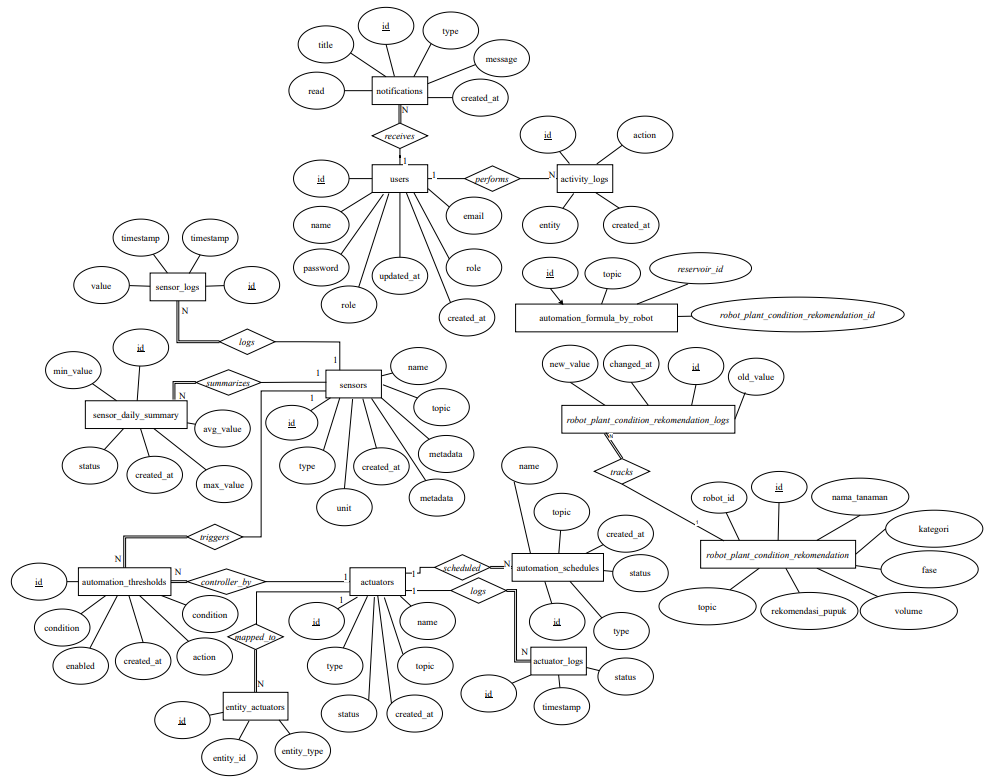 id
type
title
message
read
notifications
created_at
N
receives
1
id
action
id
users
1
performs
N
activity_logs
name
email
entity
created_at
password
updated_at
role
role
created_at
timestamp
timestamp
value
sensor_logs
id
N
logs
1
id
topic
reservoir_id
automation_formula_by_robot
robot_plant_condition_rekomendation_id
id
min_value
summarizes
1
N
sensors
1
name
sensor_daily_summary
avg_value
id
topic
status
created_at
max_value
type
created_at
metadata
unit
metadata
new_value
changed_at
id
old_value
robot_plant_condition_rekomendation_logs
N
tracks
1
name
topic
created_at
robot_id
id
nama_tanaman
kategori
robot_plant_condition_rekomendation
fase
topic
rekomendasi_pupuk
volume
triggers
N
id
automation_thresholds
N
controller_by
1
actuators
1
scheduled
N
automation_schedules
status
1
logs
1
condition
condition
mapped_to
id
name
id
type
enabled
created_at
action
type
topic
N
actuator_logs
status
N
id
entity_actuators
status
created_at
id
timestamp
entity_id
entity_type